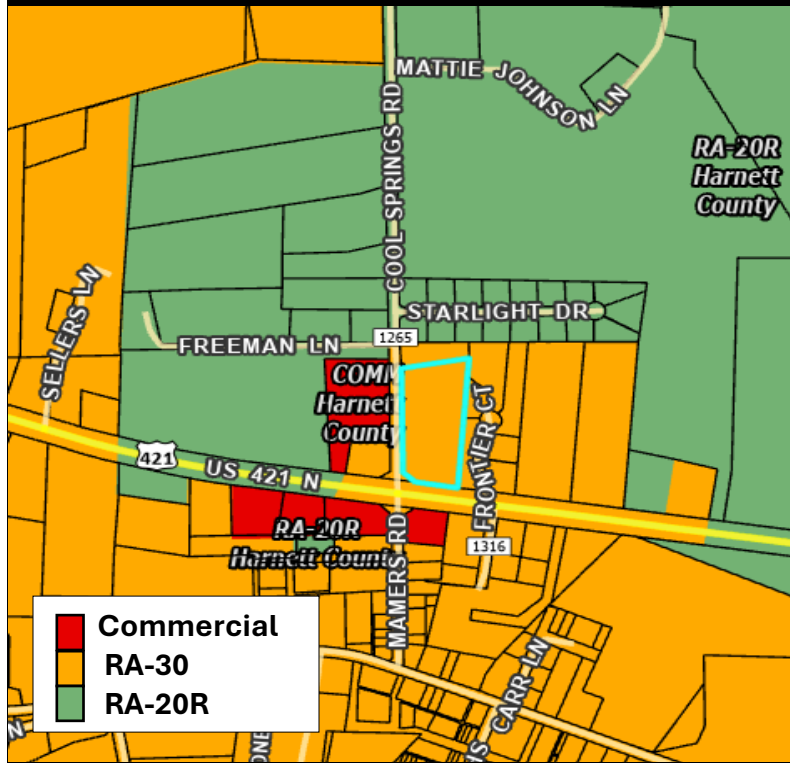 MATTIE JOHNSON LN
COOL SPRINGS RD
RA-20R
Harnett
County
SELLERS LN
STARLIGHT DR
1265
FREEMAN LN
COMM
Harnett
County
FRONTIER CT
421
US 421 N
RA-20R
Harnett County
1316
MAMERS RD
Commercial
RA-30
RA-20R
CARR LN